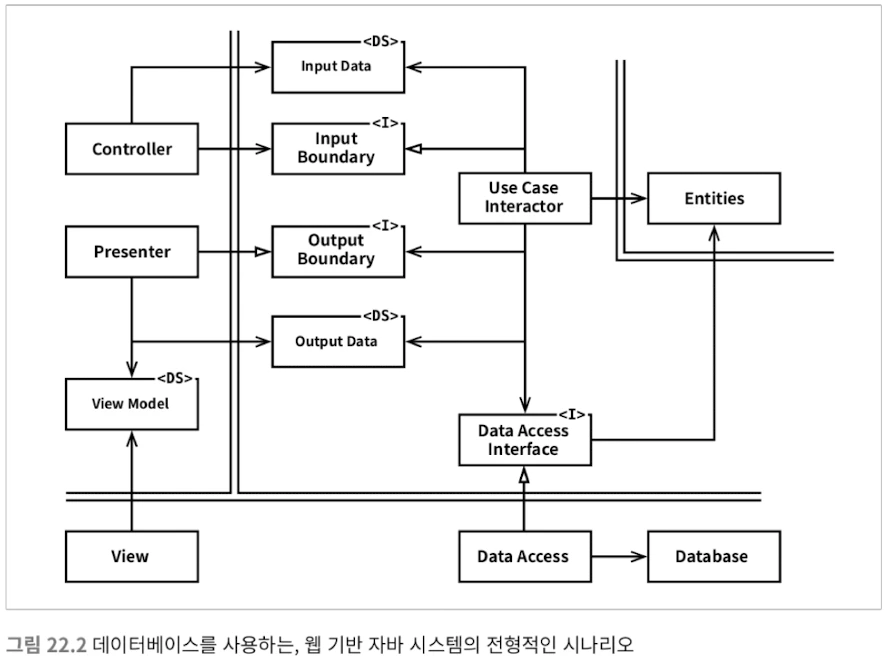 <DS>
Input Data
<I>
Controller
Input
Boundary
Use Case
Interactor
Entities
<I>
Presenter
Output
Boundary
<DS>
Output Data
<DS>
View Model
<I>
Data Access
Interface
View
Data Access
Database
그림 22.2 데이터베이스를 사용하는, 웹 기반 자바 시스템의 전형적인 시나리오